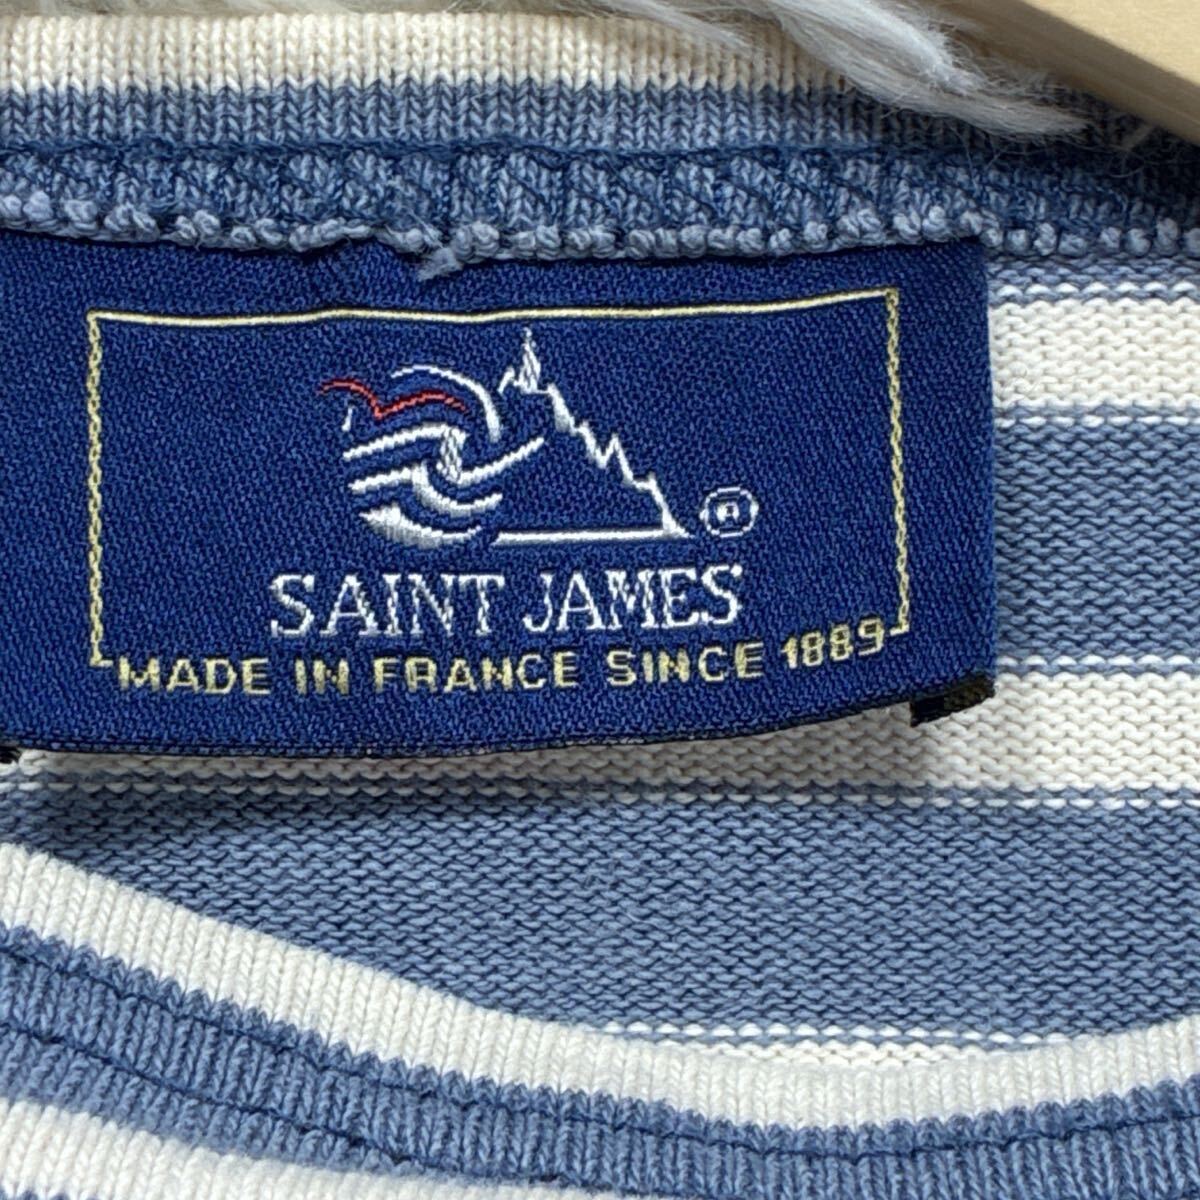 ®
SAINT JAMES
MADE IN FRANCE SINCE 1889